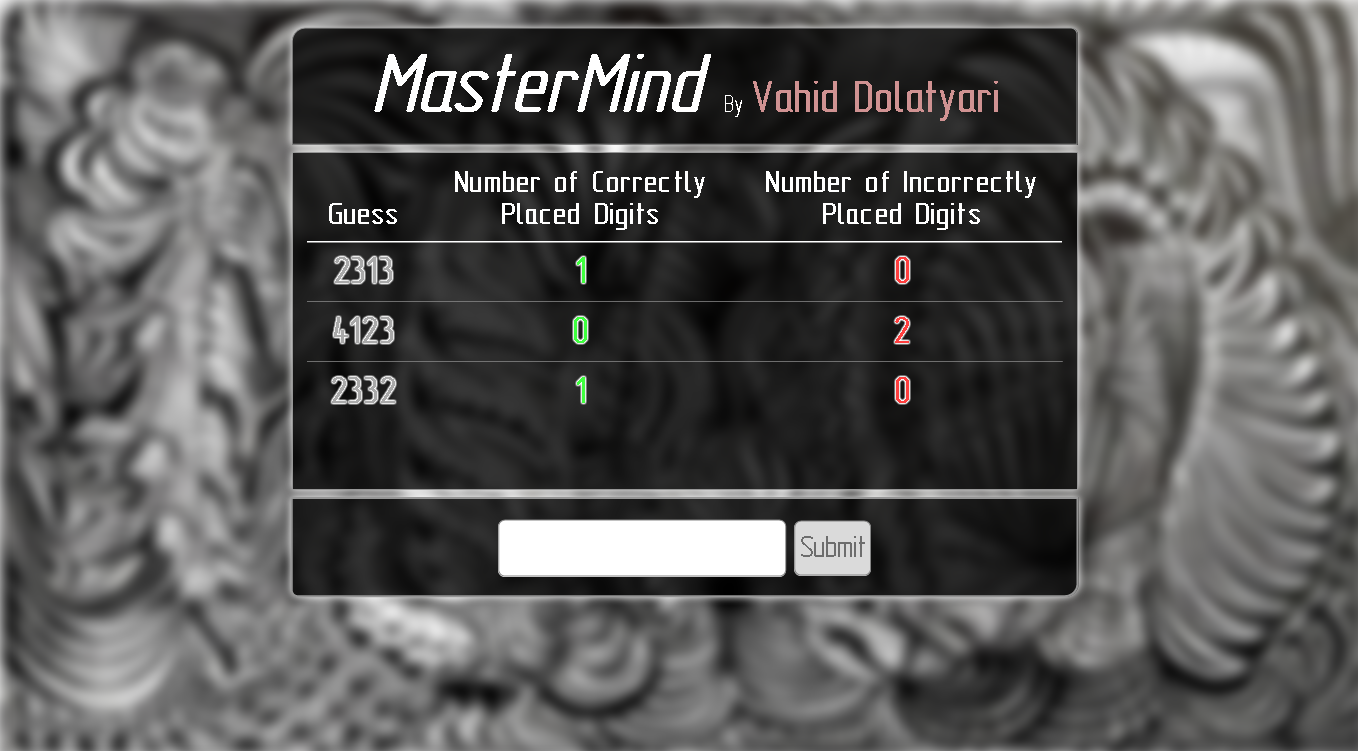 MasterMind By Vahid Dolatyari
Guess Number of Correctly Placed Digits Number of Incorrectly Placed Digits
2313 1 0
4123 0 2
2332 1 0
Submit